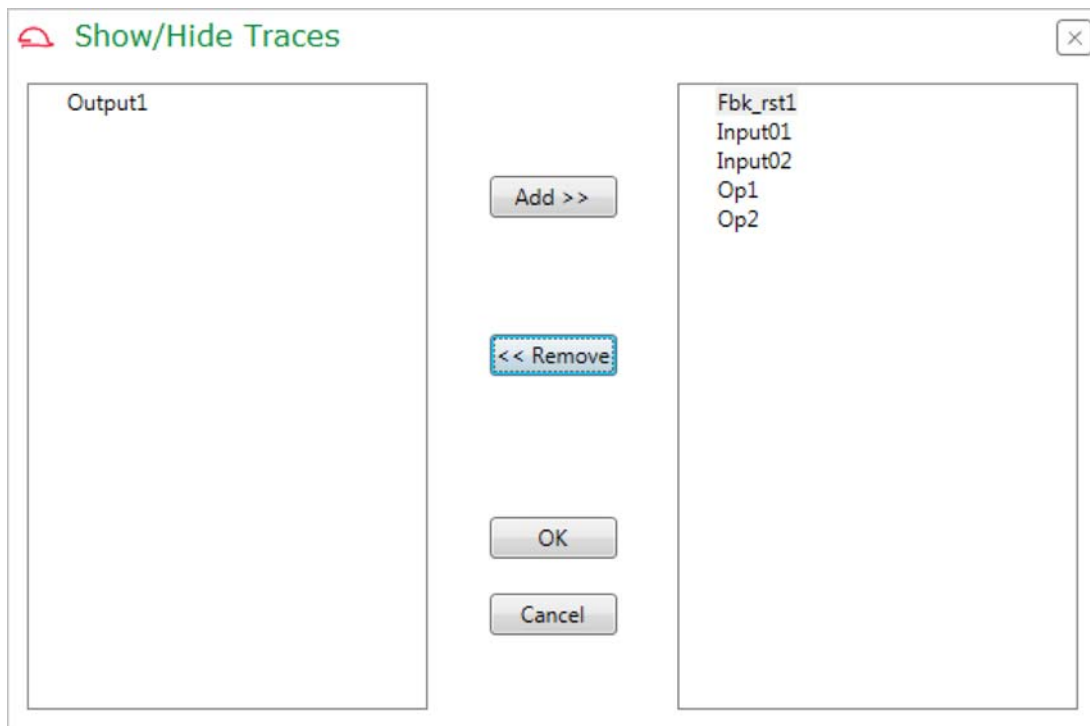 Show/Hide Traces
Output1
Add >>
<< Remove
OK
Cancel
Fbk_rst1
Input01
Input02
Op1
Op2